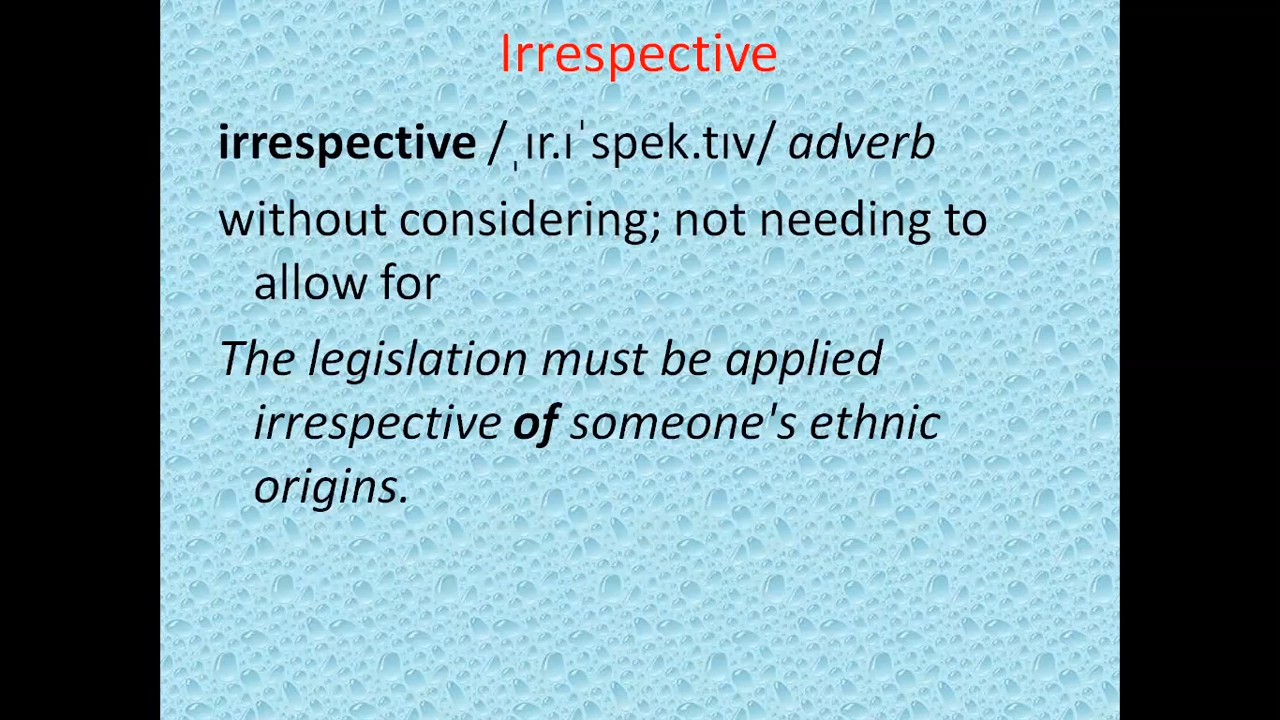 Irrespective
irrespective /ˌɪr.ɪˈspek.tɪv/ adverb
without considering; not needing to
allow for
The legislation must be applied
irrespective of someone's ethnic
origins.